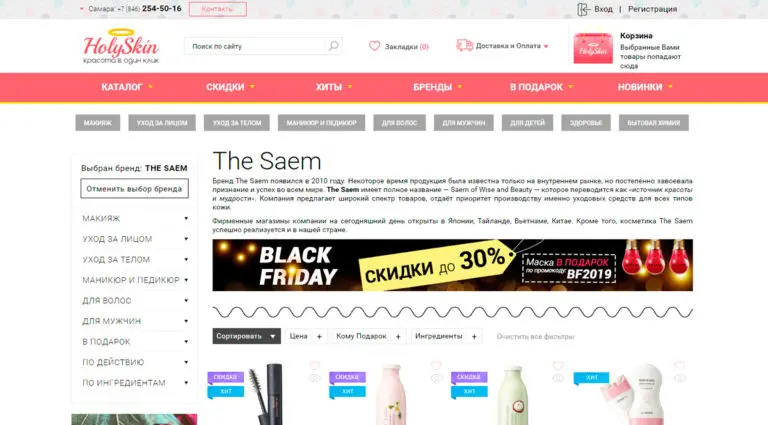 Самара: +7 (846) 254-50-16
Контакты
Вход | Регистрация
HolySkin
красота в один клик
Поиск по сайту
Закладки (0)
Доставка и Оплата
HolySkin
Корзина
Выбранные Вами
товары попадают
сюда
КАТАЛОГ СКИДКИ ХИТЫ БРЕНДЫ В ПОДАРОК НОВИНКИ
МАКИЯЖ УХОД ЗА ЛИЦОМ УХОД ЗА ТЕЛОМ МАНИКЮР И ПЕДИКЮР ДЛЯ ВОЛОС ДЛЯ МУЖЧИН ДЛЯ ДЕТЕЙ ЗДОРОВЬЕ БЫТОВАЯ ХИМИЯ
Выбран бренд: THE SAEM
Отменить выбор бренда
МАКИЯЖ
УХОД ЗА ЛИЦОМ
УХОД ЗА ТЕЛОМ
МАНИКЮР И ПЕДИКЮР
ДЛЯ ВОЛОС
ДЛЯ МУЖЧИН
В ПОДАРОК
ПО ДЕЙСТВИЮ
ПО ИНГРЕДИЕНТАМ
The Saem
Бренд The Saem появился в 2010 году. Некоторое время продукция была известна только на внутреннем рынке, но постепенно завоевала
признание и успех во всем мире. The Saem имеет полное название — Saem of Wise and Beauty — которое переводится как «источник красоты
и мудрости». Компания предлагает широкий спектр товаров, отдаёт приоритет производству именно уходовых средств для всех типов
кожи.
Фирменные магазины компании на сегодняшний день открыты в Японии, Тайланде, Вьетнаме, Китае. Кроме того, косметика The Saem
успешно реализуется и в нашей стране.
BLACK
FRIDAY
СКИДКИ ДО 30%
Маска В ПОДАРОК
по промокоду BF2019
Сортировать Цена + Кому Подарок + Ингредиенты + Очистить все фильтры
СКИДКА СКИДКА СКИДКА ХИТ
ХИТ ХИТ ХИТ